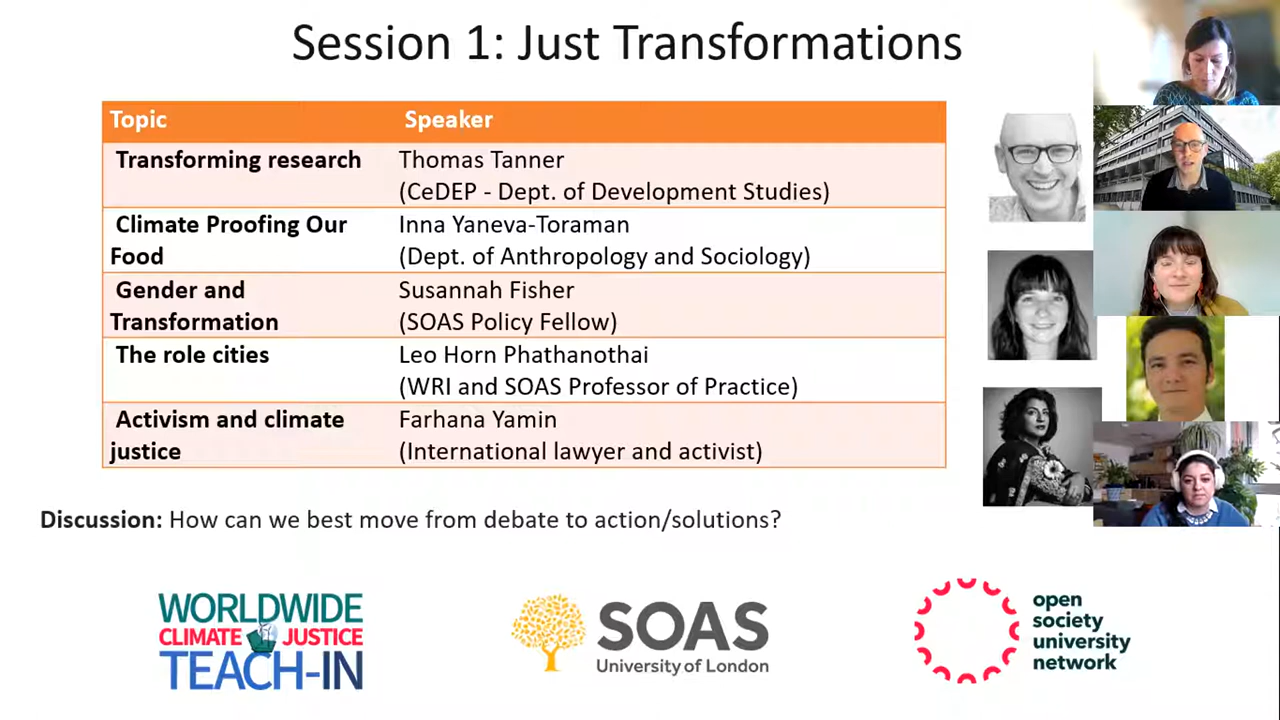 Session 1: Just Transformations
Topic Speaker
Transforming research Thomas Tanner
(CeDEP - Dept. of Development Studies)
Climate Proofing Our Inna Yaneva-Toraman
Food (Dept. of Anthropology and Sociology)
Gender and Susannah Fisher
Transformation (SOAS Policy Fellow)
The role cities Leo Horn Phathanothai
(WRI and SOAS Professor of Practice)
Activism and climate Farhana Yamin
justice (International lawyer and activist)
Discussion: How can we best move from debate to action/solutions?
WORLDWIDE
CLIMATE JUSTICE
TEACH-IN
SOAS
University of London
open
society
university
network